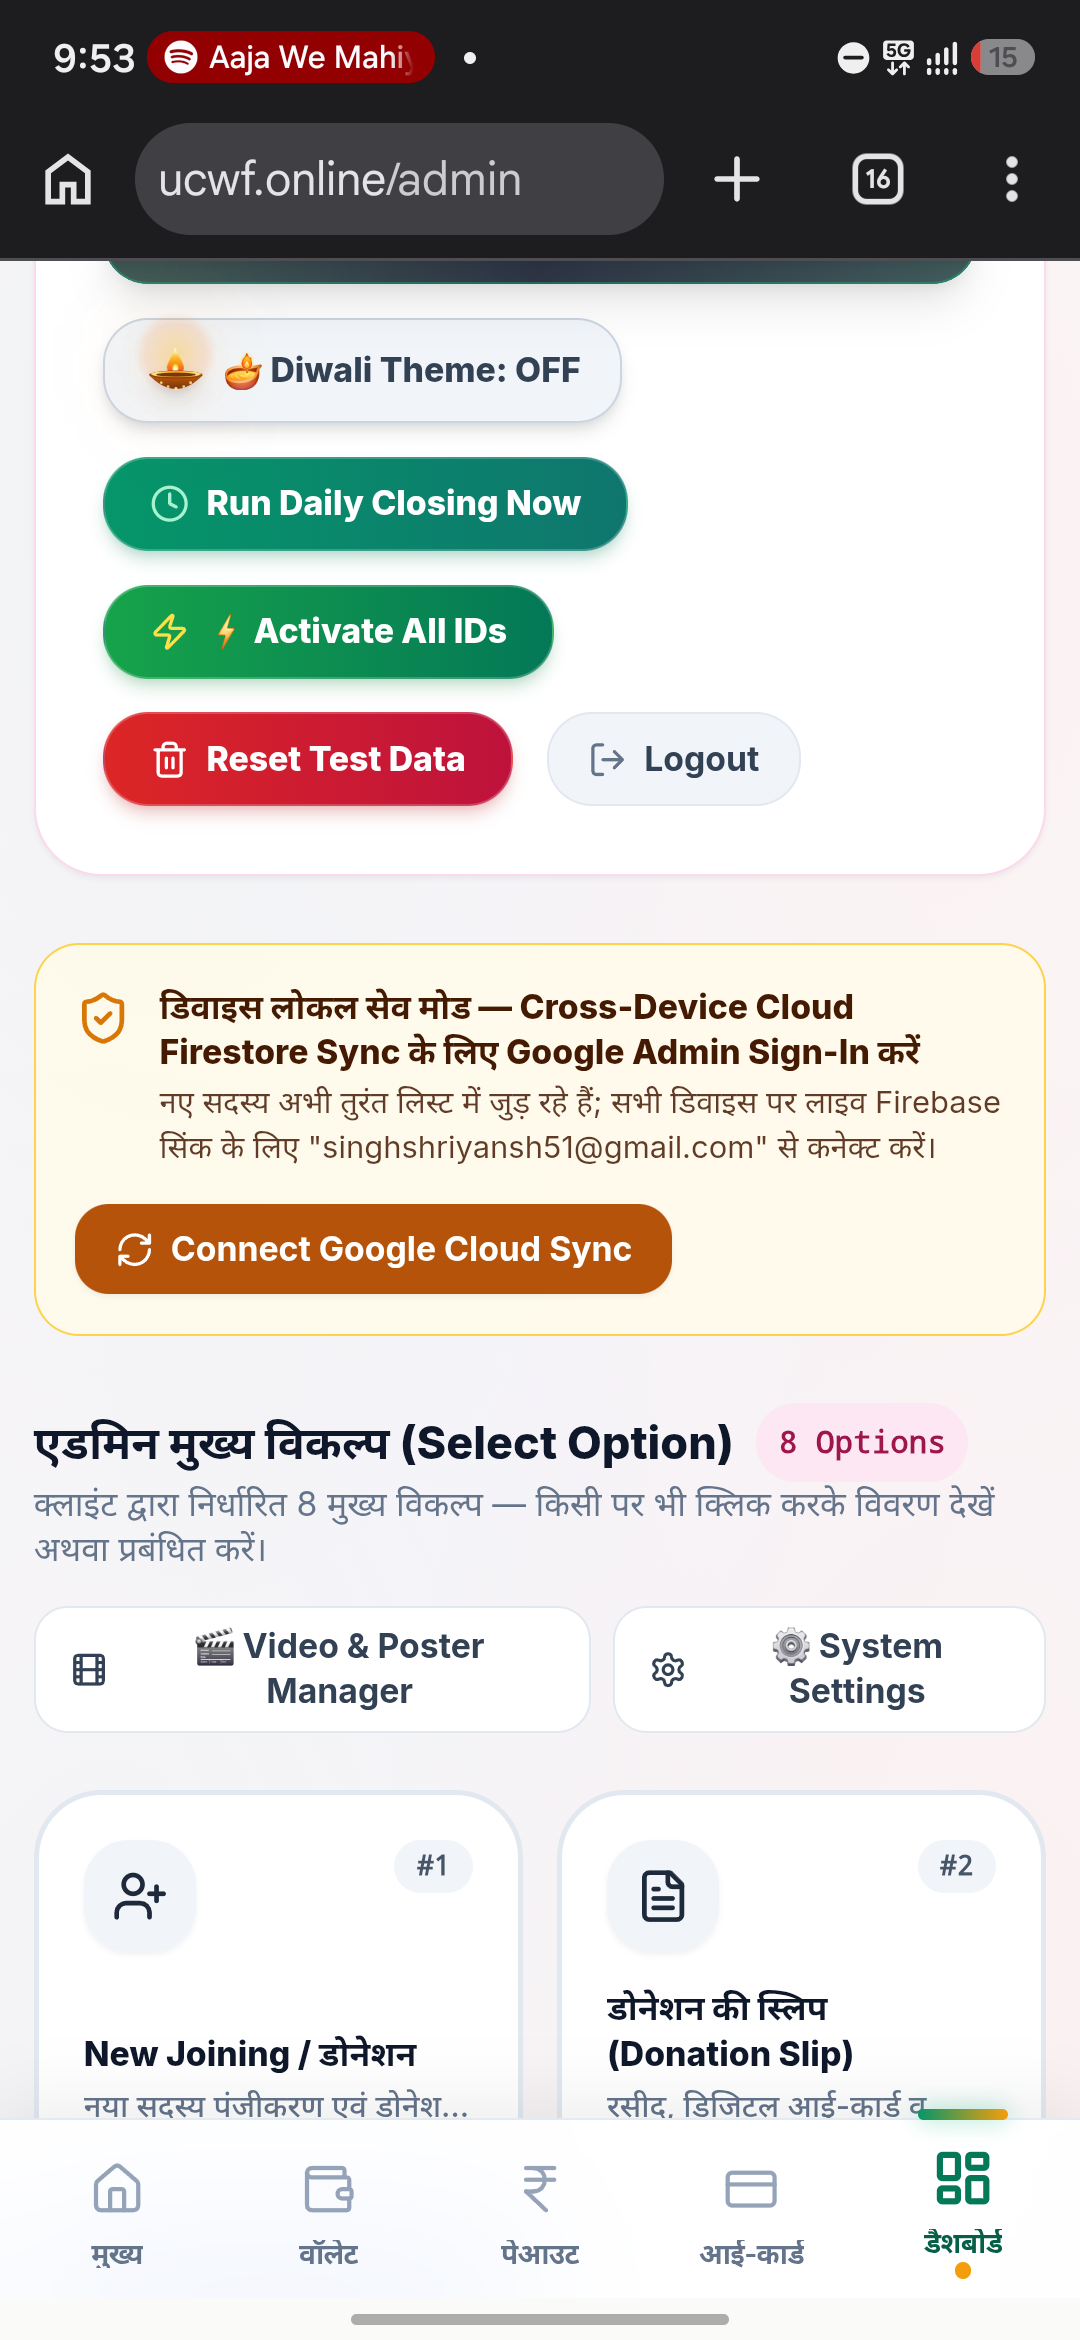 9:53 Aaja We Mahi 5G 15
ucwf.online/admin 16
🪔 Diwali Theme: OFF
Run Daily Closing Now
⚡ Activate All IDs
Reset Test Data
Logout
डिवाइस लोकल सेव मोड — Cross-Device Cloud
Firestore Sync के लिए Google Admin Sign-In करें
नए सदस्य अभी तुरंत लिस्ट में जुड़ रहे हैं; सभी डिवाइस पर लाइव Firebase
सिंक के लिए "singhshriyansh51@gmail.com" से कनेक्ट करें।
Connect Google Cloud Sync
एडमिन मुख्य विकल्प (Select Option) 8 Options
क्लाइंट द्वारा निर्धारित 8 मुख्य विकल्प — किसी पर भी क्लिक करके विवरण देखें
अथवा प्रबंधित करें।
🎬 Video & Poster
Manager
⚙️ System
Settings
#1
New Joining / डोनेशन
नया सदस्य पंजीकरण एवं डोनेश...
#2
डोनेशन की स्लिप
(Donation Slip)
रसीद, डिजिटल आई-कार्ड व
मुख्य
वॉलेट
पेआउट
आई-कार्ड
डैशबोर्ड